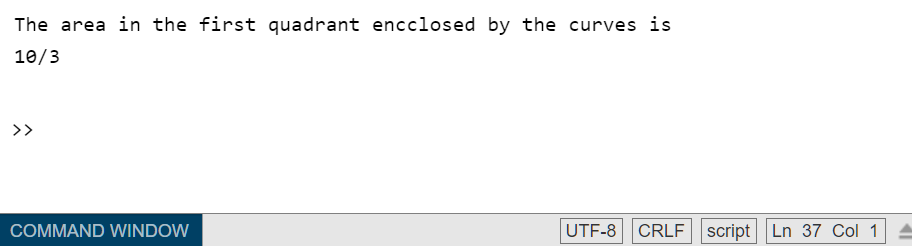 The area in the first quadrant encclosed by the curves is
10/3
>>
COMMAND WINDOW UTF-8 CRLF script Ln 37 Col 1